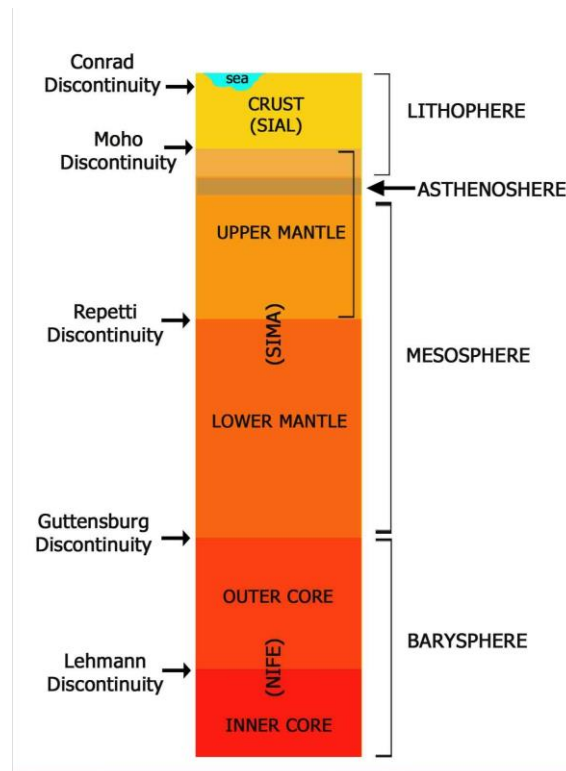 Conrad
Discontinuity
sea
CRUST
(SIAL)
LITHOPHERE
Moho
Discontinuity
ASTHENOSHERE
UPPER MANTLE
Repetti
Discontinuity
(SIMA)
MESOSPHERE
LOWER MANTLE
Guttensburg
Discontinuity
OUTER CORE
BARYSPHERE
Lehmann
Discontinuity
(NIFE)
INNER CORE